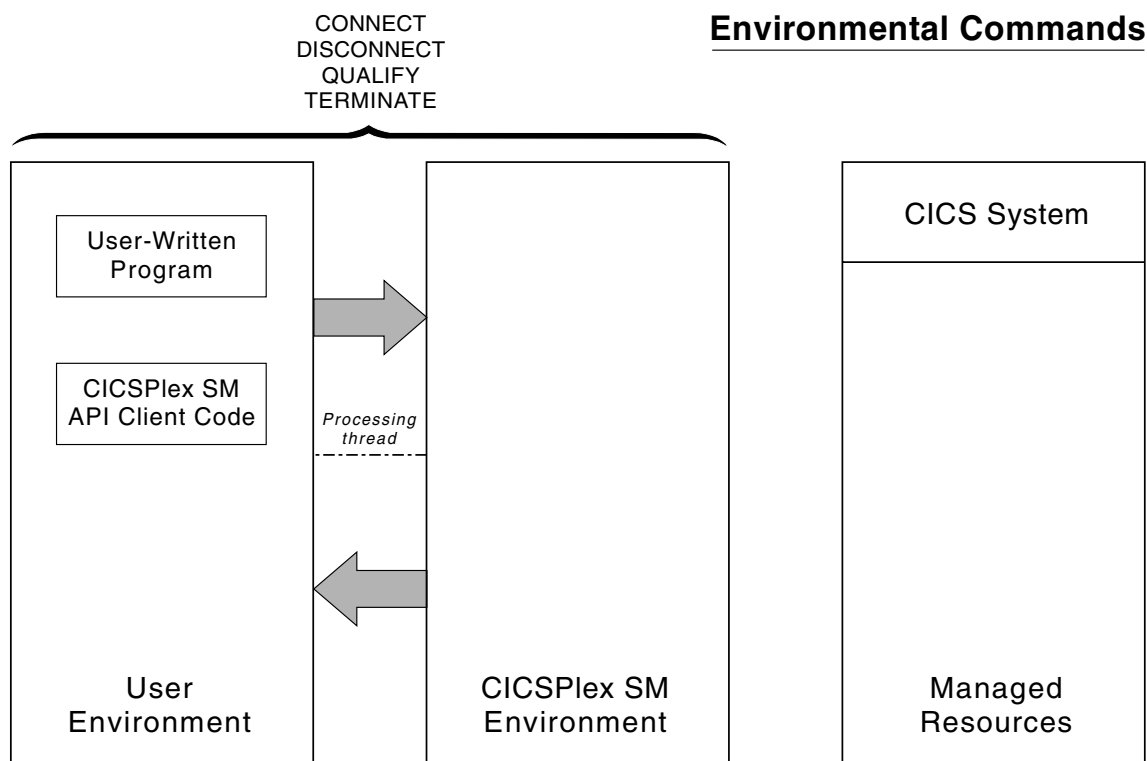 CONNECT
DISCONNECT
QUALIFY
TERMINATE
Environmental Commands
User-Written
Program
CICSPlex SM
API Client Code
Processing
thread
CICS System
User
Environment
CICSPlex SM
Environment
Managed
Resources